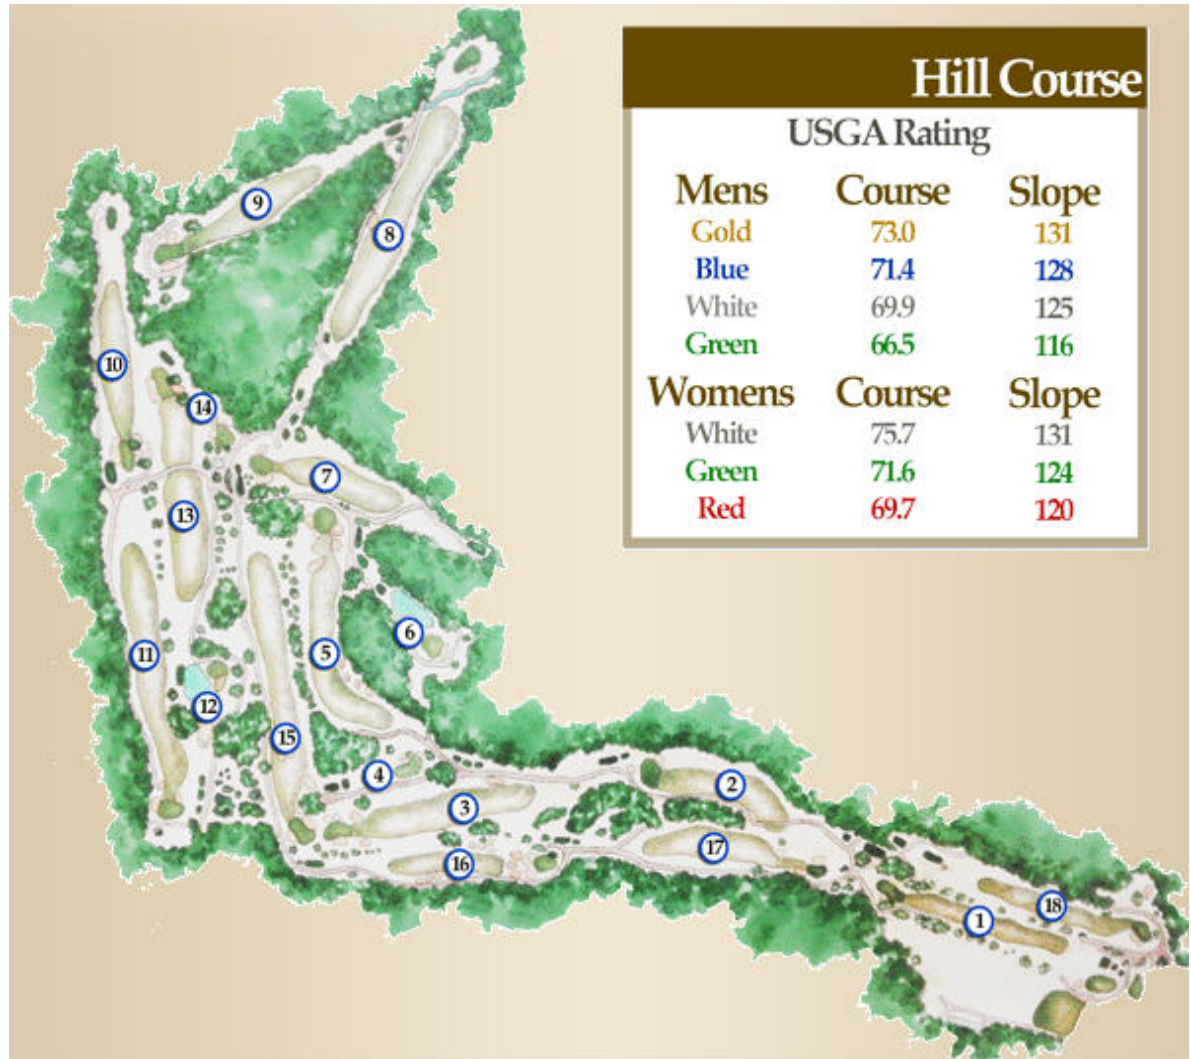 Hill Course
USGA Rating
Mens Course Slope
Gold 73.0 131
Blue 71.4 128
White 69.9 125
Green 66.5 116
Womens Course Slope
White 75.7 131
Green 71.6 124
Red 69.7 120
9
8
10
14
7
13
6
5
11
12
15
4
2
3
17
16
18
1